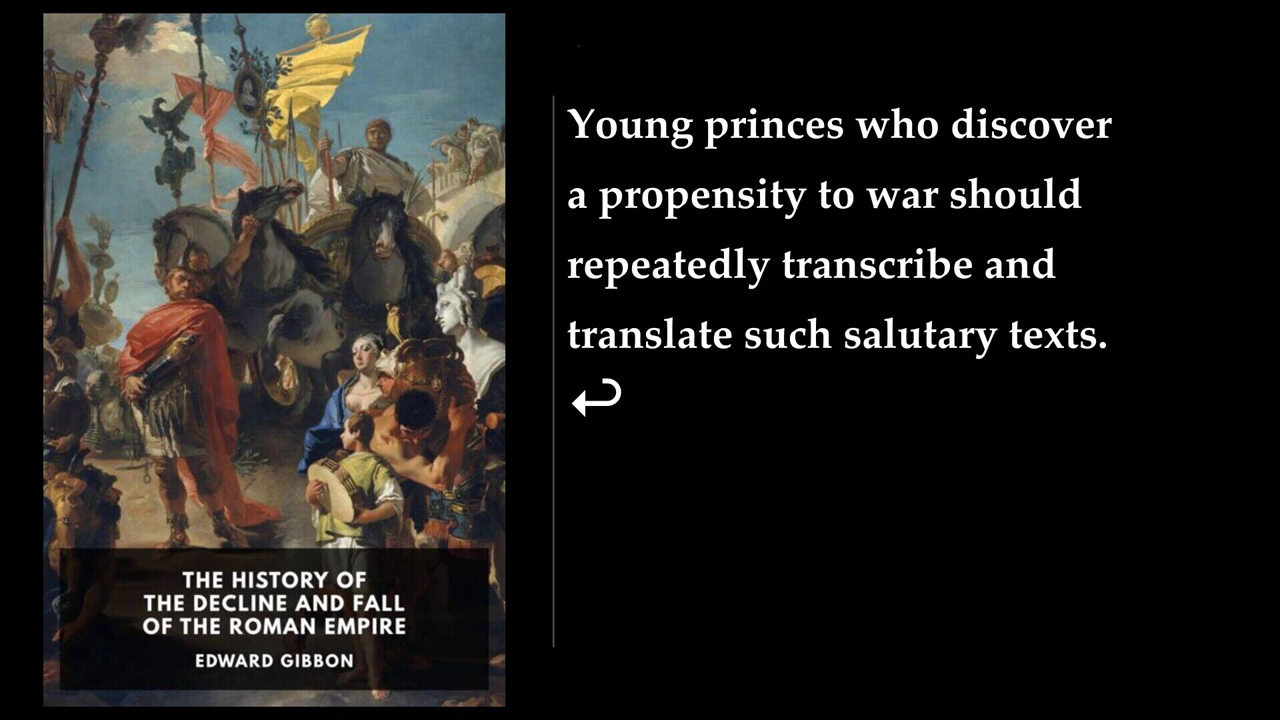 Young princes who discover
a propensity to war should
repeatedly transcribe and
translate such salutary texts.
↩
THE HISTORY OF
THE DECLINE AND FALL
OF THE ROMAN EMPIRE
EDWARD GIBBON